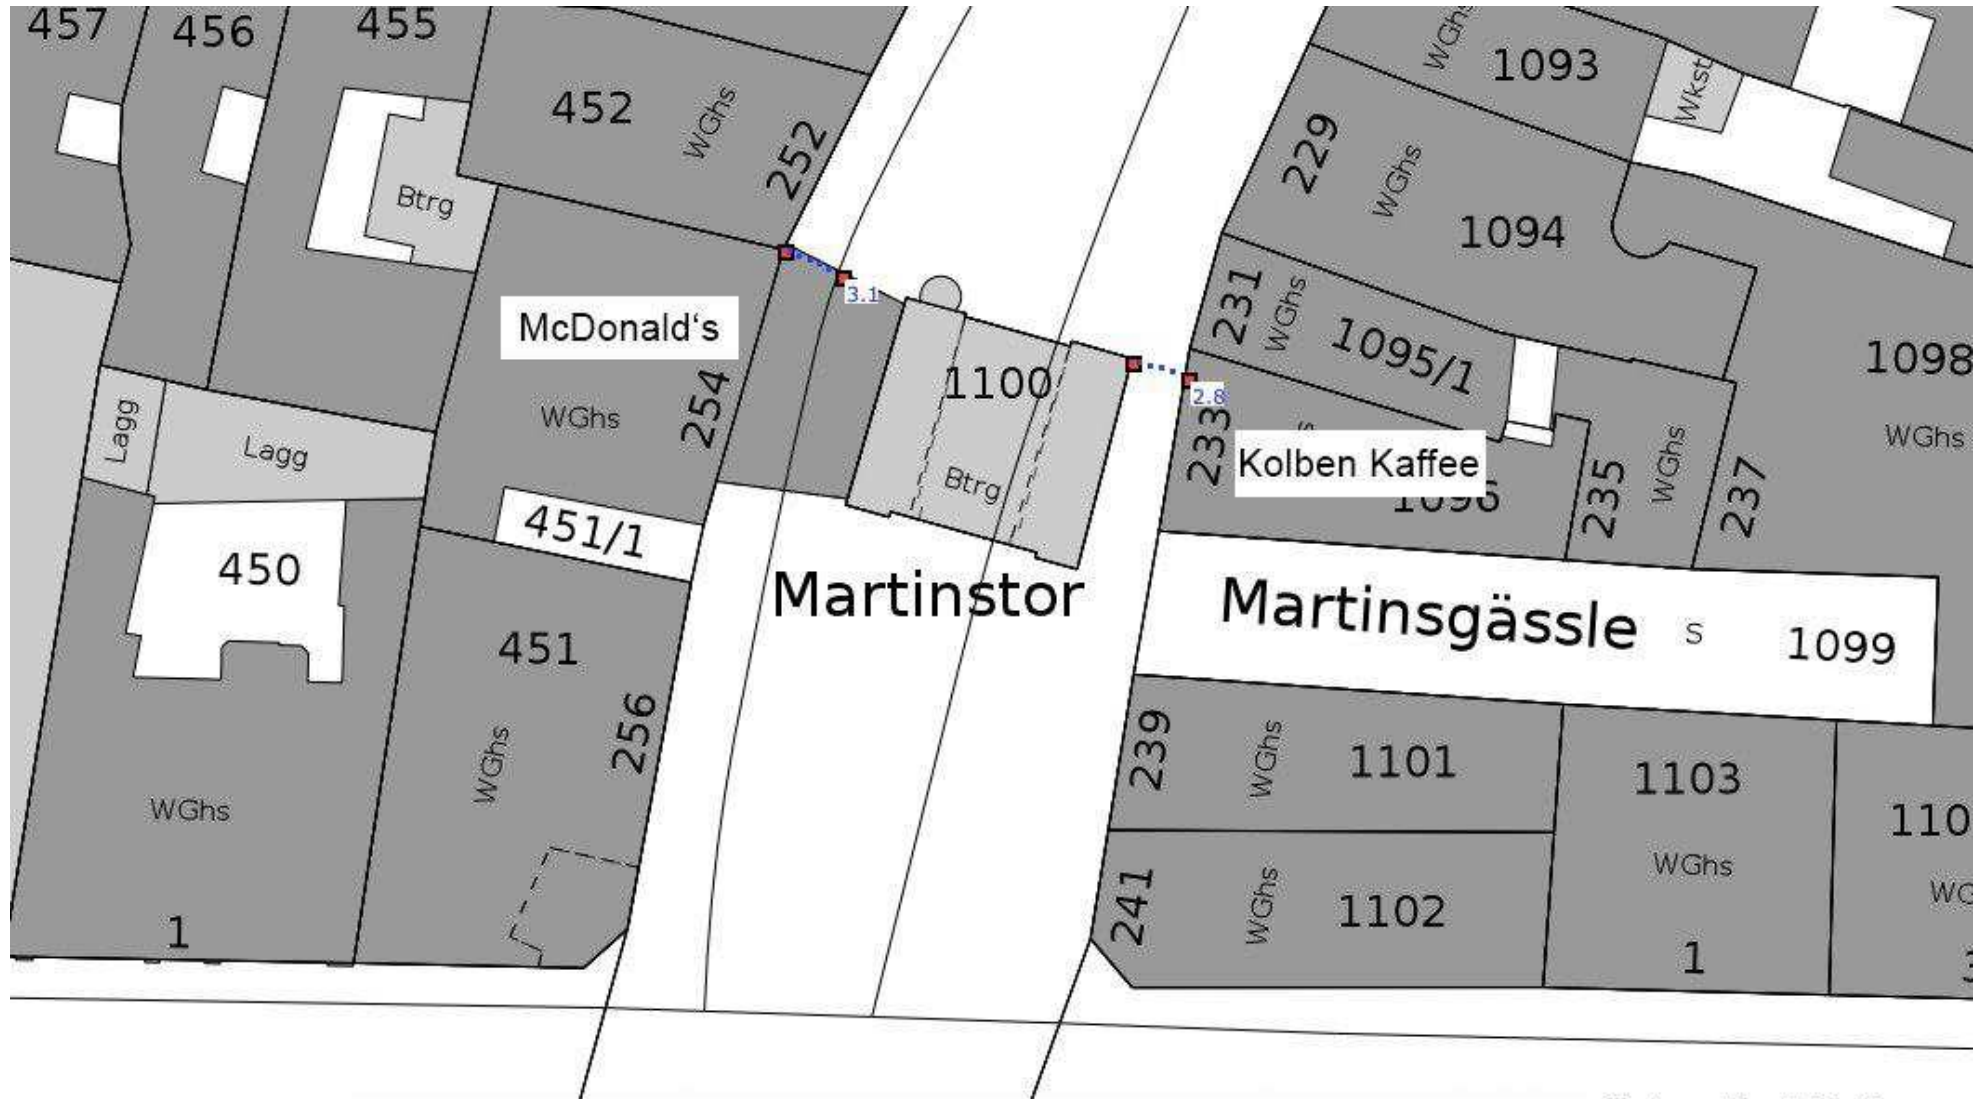 457
456
455
452
WGhs
252
Btrg
WGhs
1093
Wkst
229
WGhs
1094
3.1
McDonald‘s
254
WGhs
1100
Btrg
231
WGhs
1095/1
2.8
233
Kolben Kaffee
1096
235
WGhs
237
1098
WGhs
Lagg
Lagg
451/1
450
Martinstor
Martinsgässle
S
1099
451
256
WGhs
WGhs
1
239
WGhs
1101
1103
WGhs
1
241
WGhs
1102
110